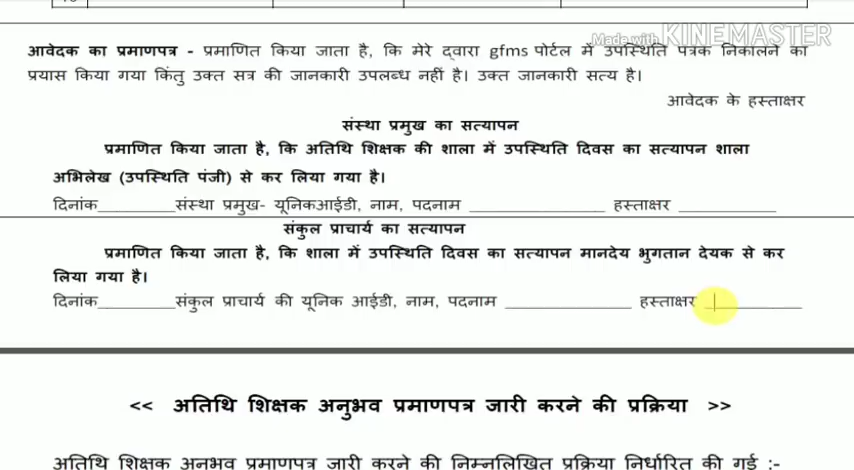 Made with KINEMASTER
आवेदक का प्रमाणपत्र - प्रमाणित किया जाता है, कि मेरे द्वारा gfms पोर्टल में उपस्थिति पत्रक निकालने का
प्रयास किया गया किंतु उक्त सत्र की जानकारी उपलब्ध नहीं है। उक्त जानकारी सत्य है।
आवेदक के हस्ताक्षर
संस्था प्रमुख का सत्यापन
प्रमाणित किया जाता है, कि अतिथि शिक्षक की शाला में उपस्थिति दिवस का सत्यापन शाला
अभिलेख (उपस्थिति पंजी) से कर लिया गया है।
दिनांक__________संस्था प्रमुख- यूनिकआईडी, नाम, पदनाम ______________ हस्ताक्षर __________
संकुल प्राचार्य का सत्यापन
प्रमाणित किया जाता है, कि शाला में उपस्थिति दिवस का सत्यापन मानदेय भुगतान देयक से कर
लिया गया है।
दिनांक__________संकुल प्राचार्य की यूनिक आईडी, नाम, पदनाम _____________ हस्ताक्षर __________
<< अतिथि शिक्षक अनुभव प्रमाणपत्र जारी करने की प्रक्रिया >>
अतिथि शिक्षक अनुभव प्रमाणपत्र जारी करने की निम्नलिखित प्रक्रिया निर्धारित की गई :-